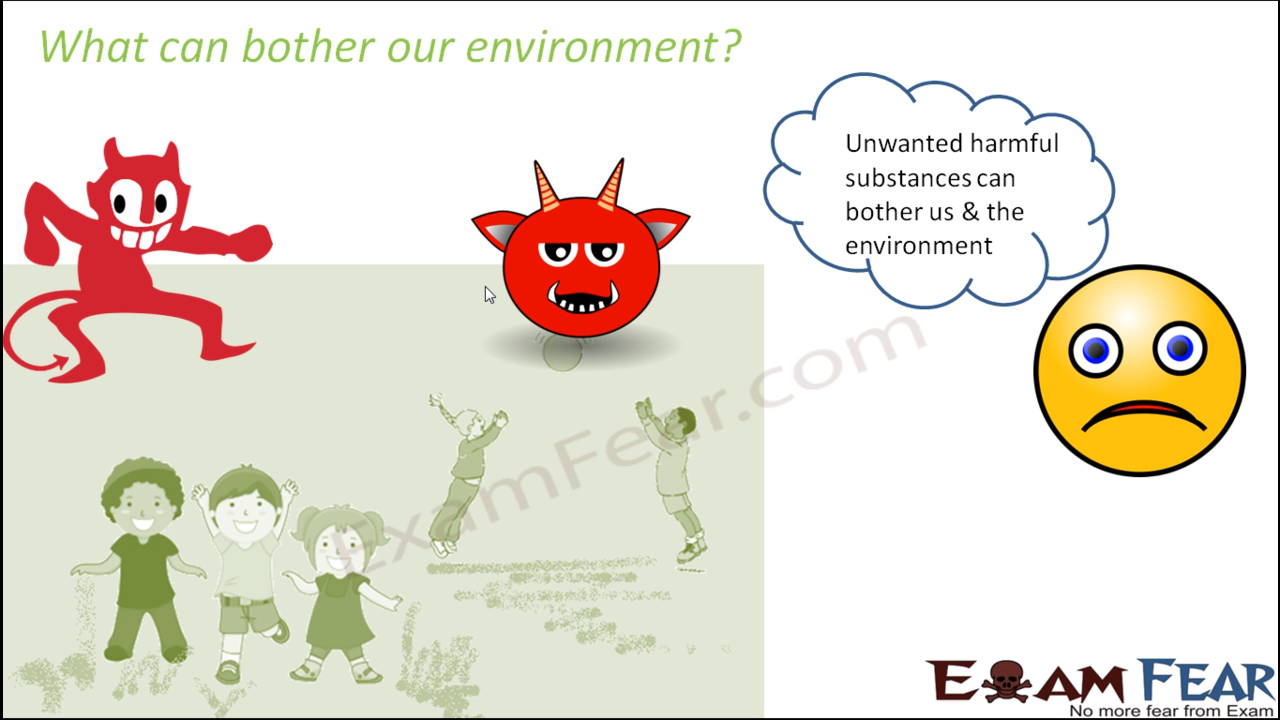 What can bother our environment?
Unwanted harmful
substances can
bother us & the
environment
ExamFear.com
EXAM FEAR
No more fear from Exam